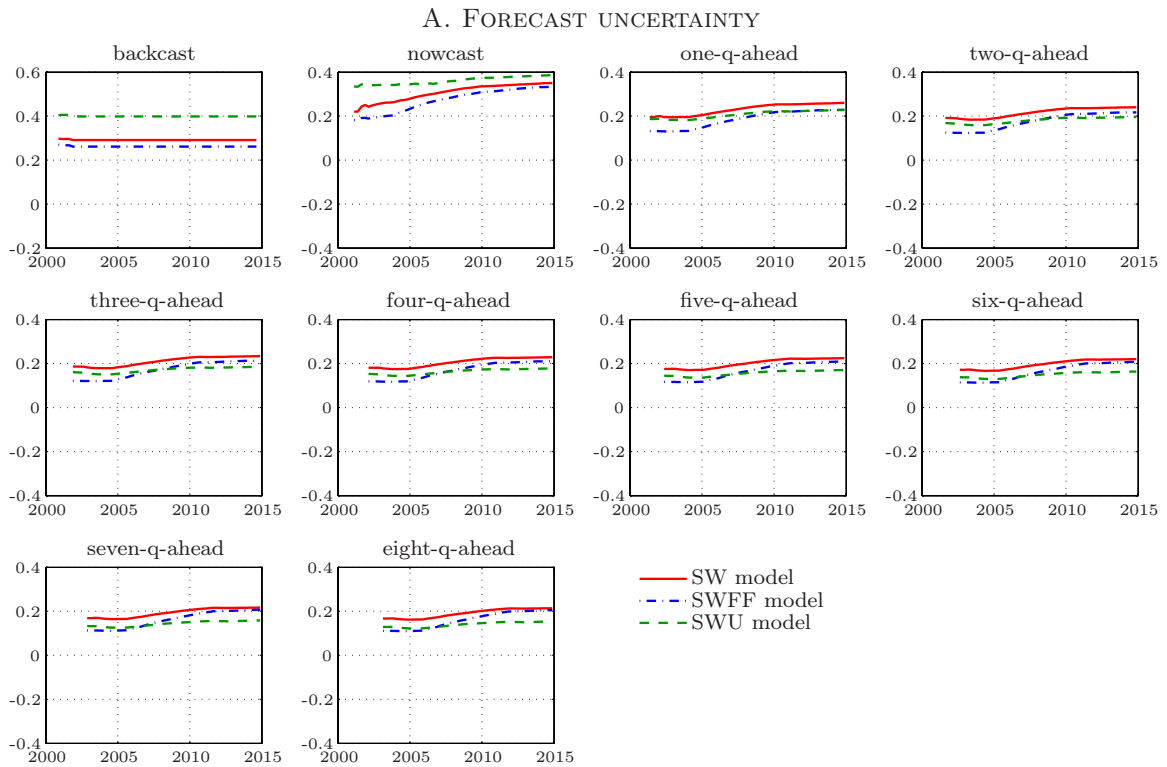 A. FORECAST UNCERTAINTY
backcast nowcast one-q-ahead two-q-ahead
0.6 0.4 0.4 0.4
0.4 0.2 0.2 0.2
0.2 0 0 0
0 -0.2 -0.2 -0.2
-0.2 -0.4 -0.4 -0.4
2000 2005 2010 2015 2000 2005 2010 2015 2000 2005 2010 2015 2000 2005 2010 2015
three-q-ahead four-q-ahead five-q-ahead six-q-ahead
0.4 0.4 0.4 0.4
0.2 0.2 0.2 0.2
0 0 0 0
-0.2 -0.2 -0.2 -0.2
-0.4 -0.4 -0.4 -0.4
2000 2005 2010 2015 2000 2005 2010 2015 2000 2005 2010 2015 2000 2005 2010 2015
seven-q-ahead eight-q-ahead
0.4 0.4
0.2 0.2
0 0
-0.2 -0.2
-0.4 -0.4
2000 2005 2010 2015 2000 2005 2010 2015
SW model
SWFF model
SWU model